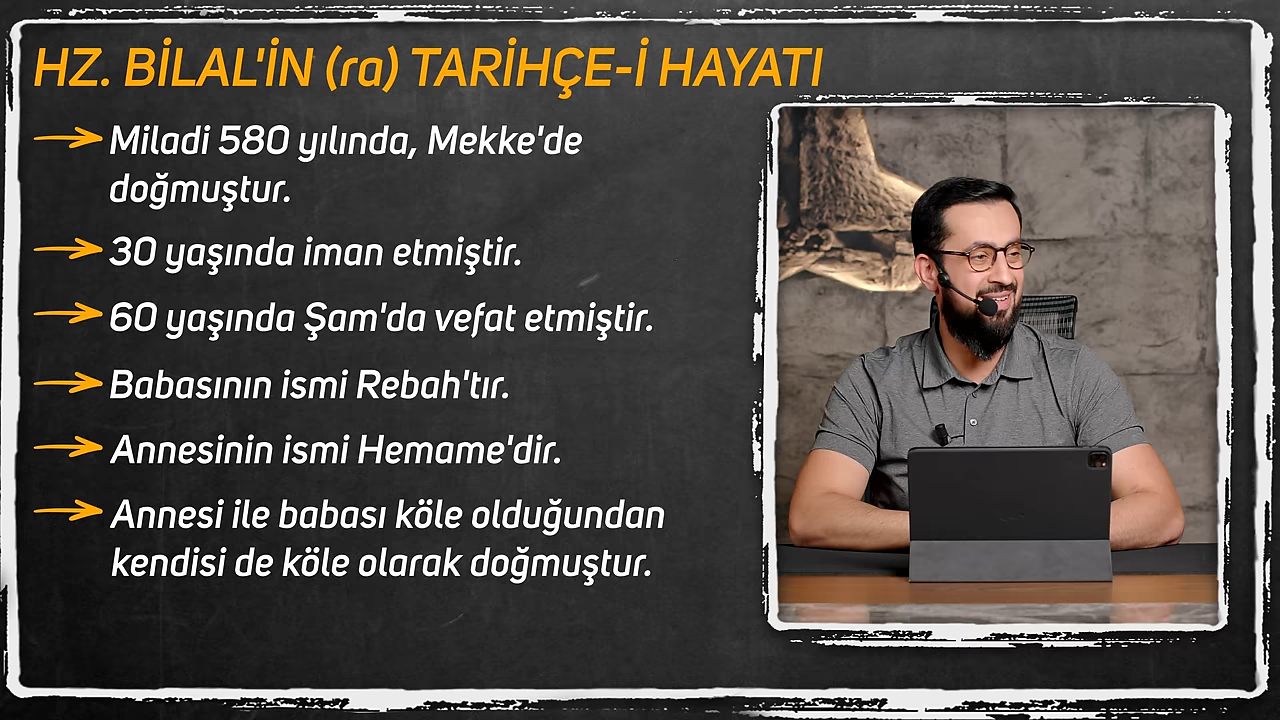 HZ. BİLAL'İN (ra) TARİHÇE-İ HAYATI
Miladi 580 yılında, Mekke'de
doğmuştur.
30 yaşında iman etmiştir.
60 yaşında Şam'da vefat etmiştir.
Babasının ismi Rebah'tır.
Annesinin ismi Hemame'dir.
Annesi ile babası köle olduğundan
kendisi de köle olarak doğmuştur.